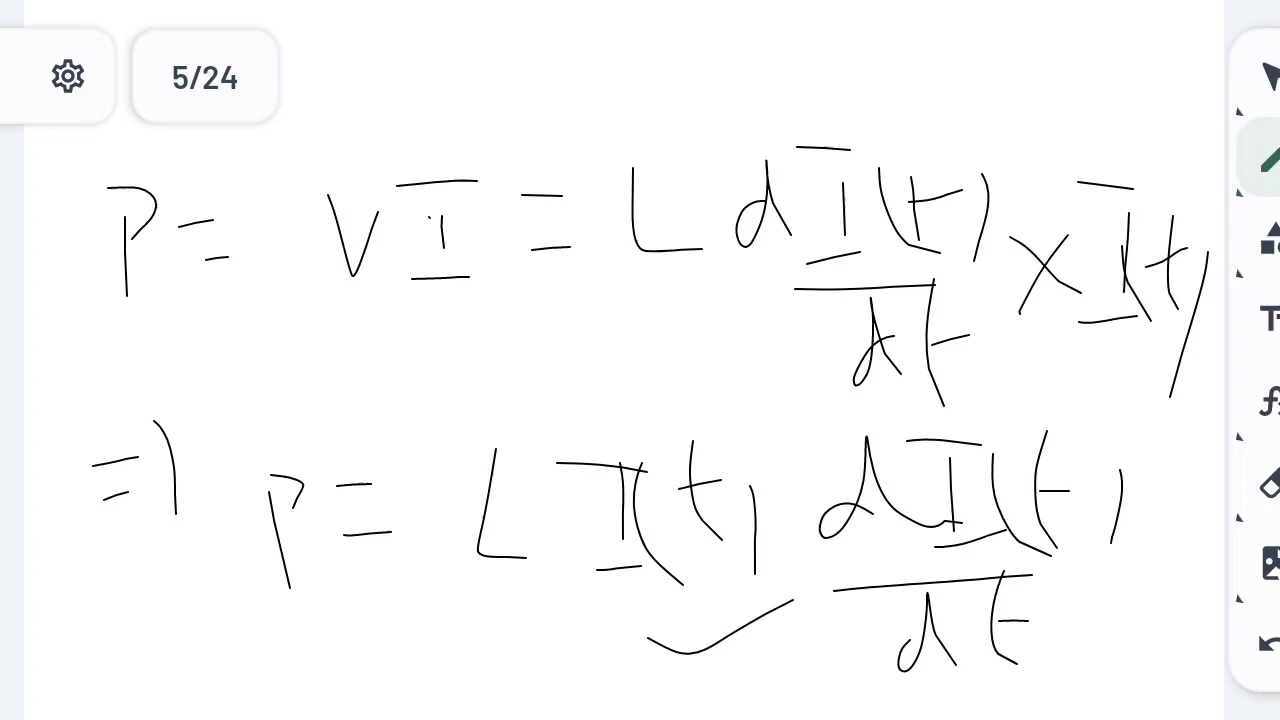 5/24
P = VI = L dI(t)/dt × I(t)
⇒ P = L I(t) dI(t)/dt